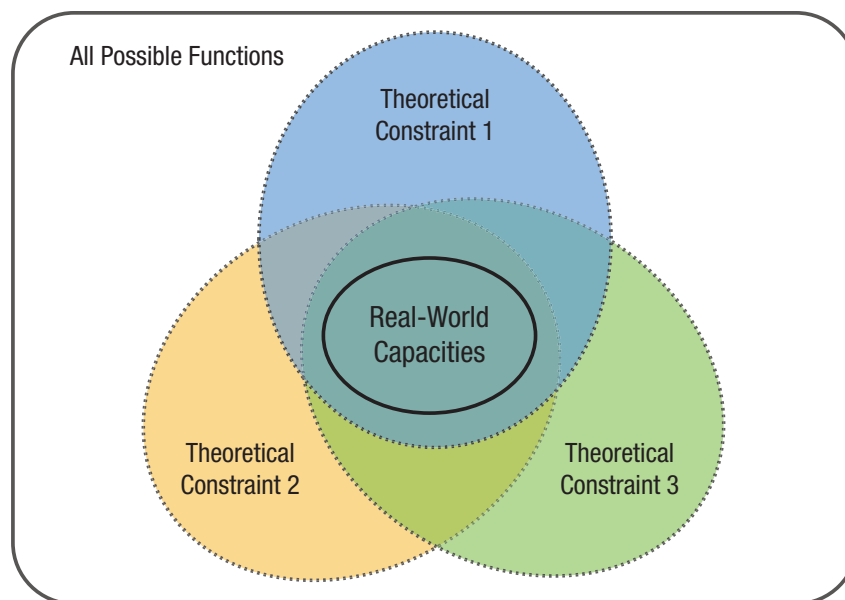 All Possible Functions
Theoretical
Constraint 1
Real-World
Capacities
Theoretical
Constraint 2
Theoretical
Constraint 3